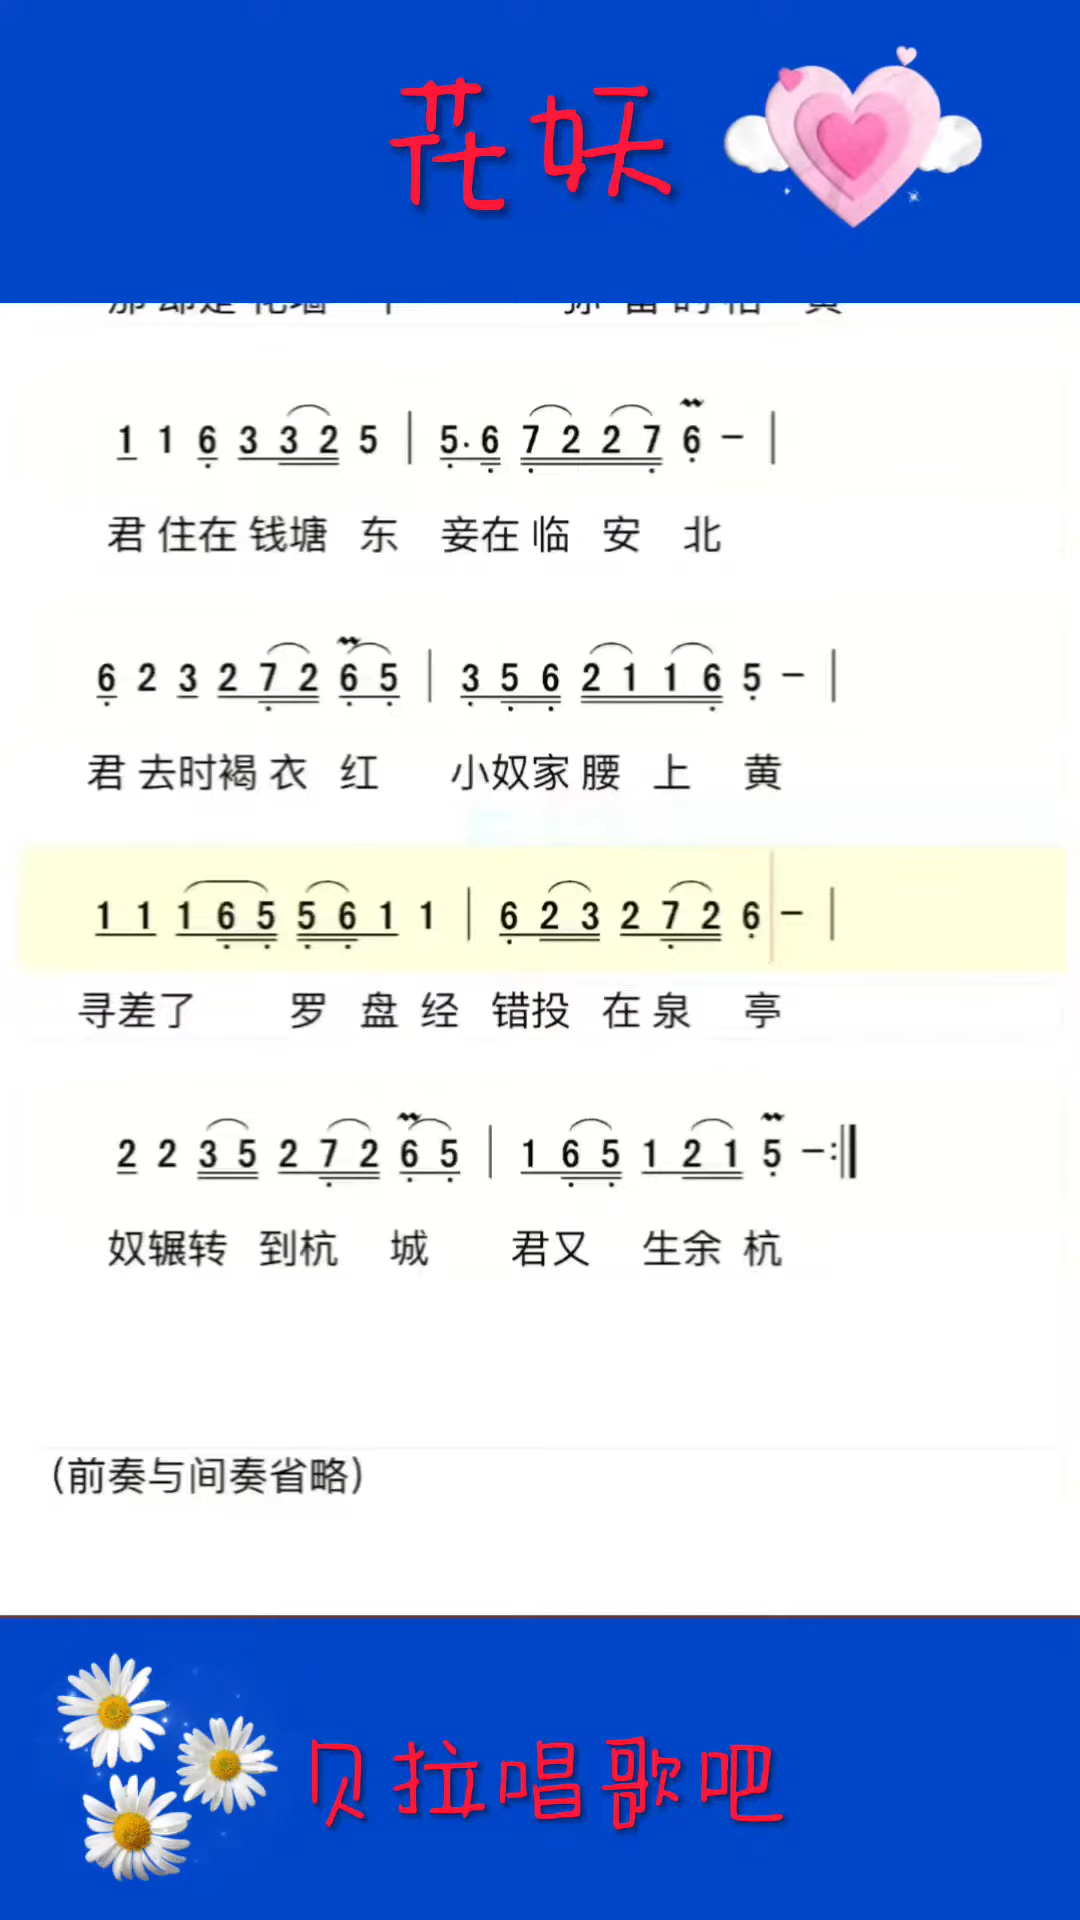 花妖
1 1 6 3 3 2 5 | 5· 6 7 2 2 7 6 − |
君 住在 钱塘 东 妾在 临 安 北
6 2 3 2 7 2 6 5 | 3 5 6 2 1 1 6 5 − |
君 去时褐 衣 红 小奴家 腰 上 黄
1 1 1 6 5 5 6 1 1 | 6 2 3 2 7 2 6 − |
寻差了 罗 盘 经 错投 在 泉 亭
2 2 3 5 2 7 2 6 5 | 1 6 5 1 2 1 5 −:‖
奴辗转 到杭 城 君又 生余 杭
(前奏与间奏省略)
贝拉唱歌吧